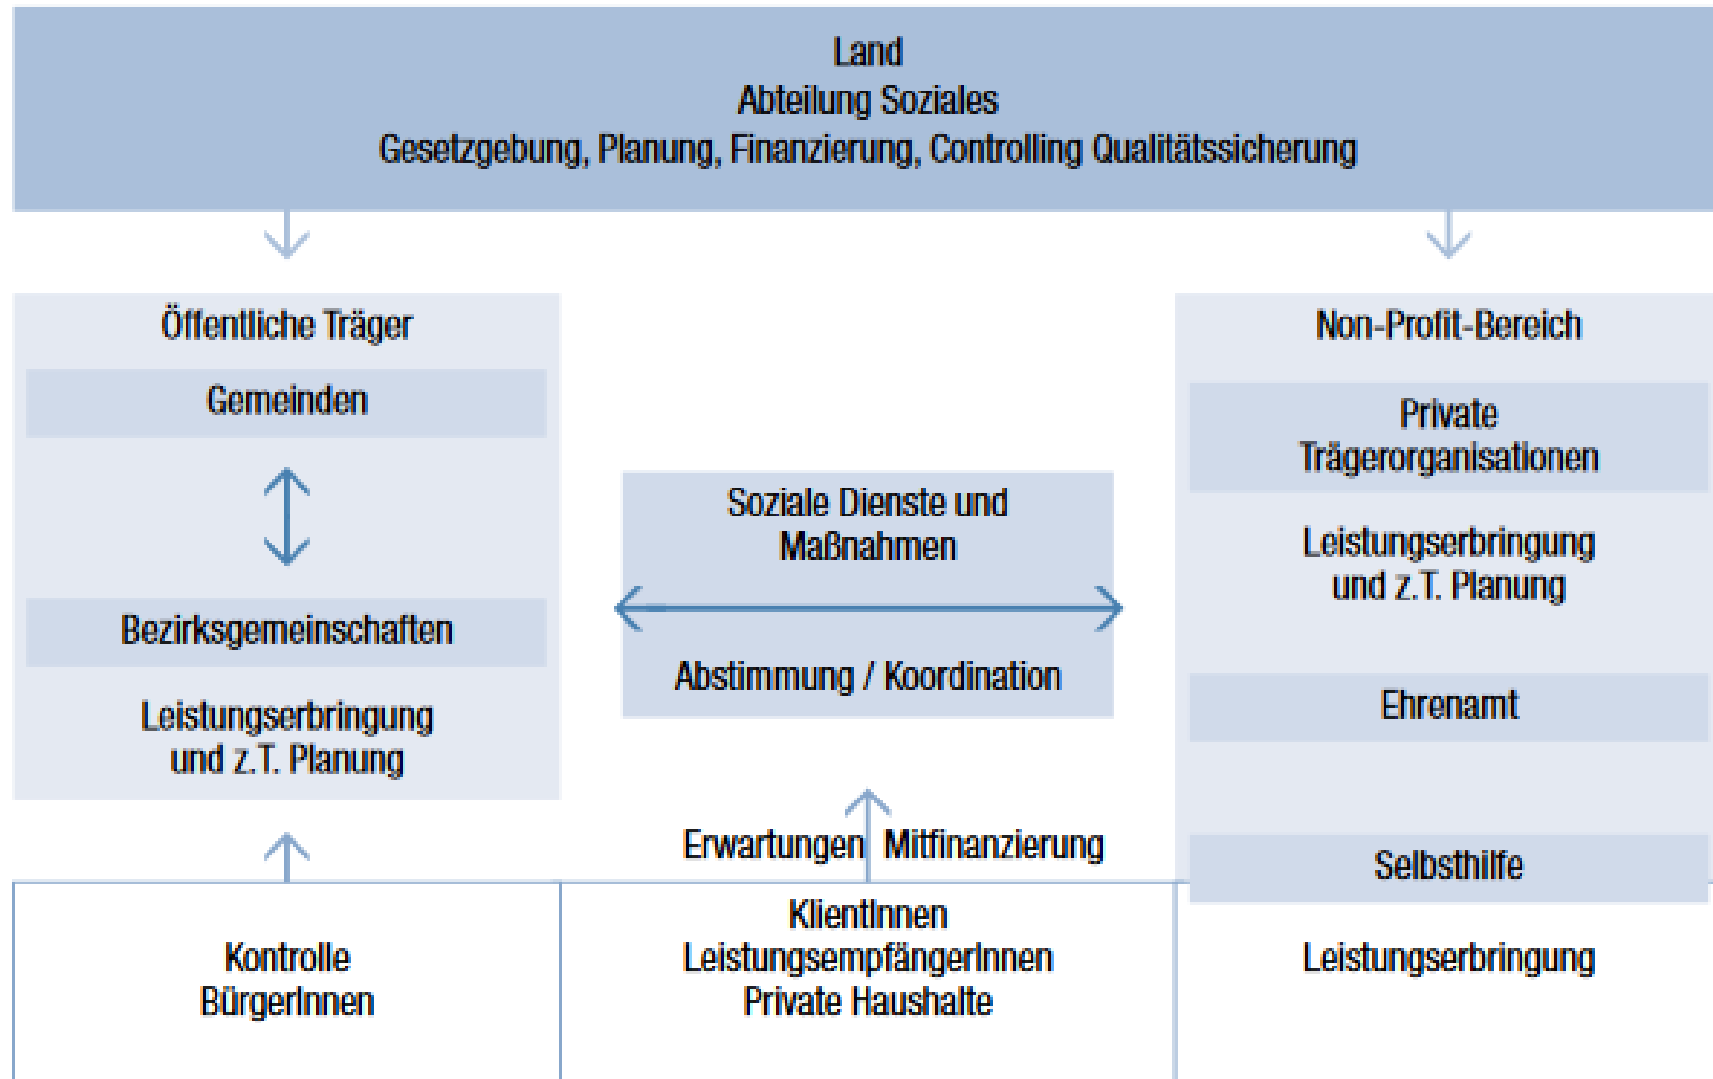 Land
Abteilung Soziales
Gesetzgebung, Planung, Finanzierung, Controlling Qualitätssicherung
Öffentliche Träger
Gemeinden
Bezirksgemeinschaften
Leistungserbringung
und z.T. Planung
Soziale Dienste und
Maßnahmen
Abstimmung / Koordination
Non-Profit-Bereich
Private
Trägerorganisationen
Leistungserbringung
und z.T. Planung
Ehrenamt
Selbsthilfe
Leistungserbringung
Erwartungen Mitfinanzierung
Kontrolle
BürgerInnen
KlientInnen
LeistungsempfängerInnen
Private Haushalte